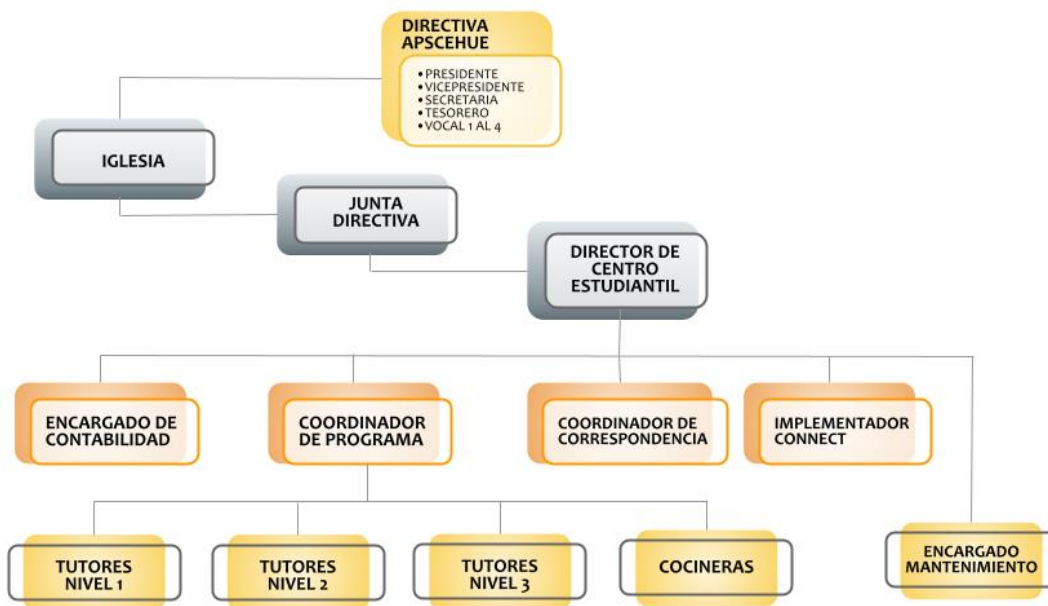 DIRECTIVA
APSCEHUE
•PRESIDENTE
•VICEPRESIDENTE
•SECRETARIA
•TESORERO
•VOCAL 1 AL 4
IGLESIA
JUNTA
DIRECTIVA
DIRECTOR DE
CENTRO
ESTUDIANTIL
ENCARGADO DE
CONTABILIDAD
COORDINADOR
DE PROGRAMA
COORDINADOR DE
CORRESPONDENCIA
IMPLEMENTADOR
CONNECT
TUTORES
NIVEL 1
TUTORES
NIVEL 2
TUTORES
NIVEL 3
COCINERAS
ENCARGADO
MANTENIMIENTO